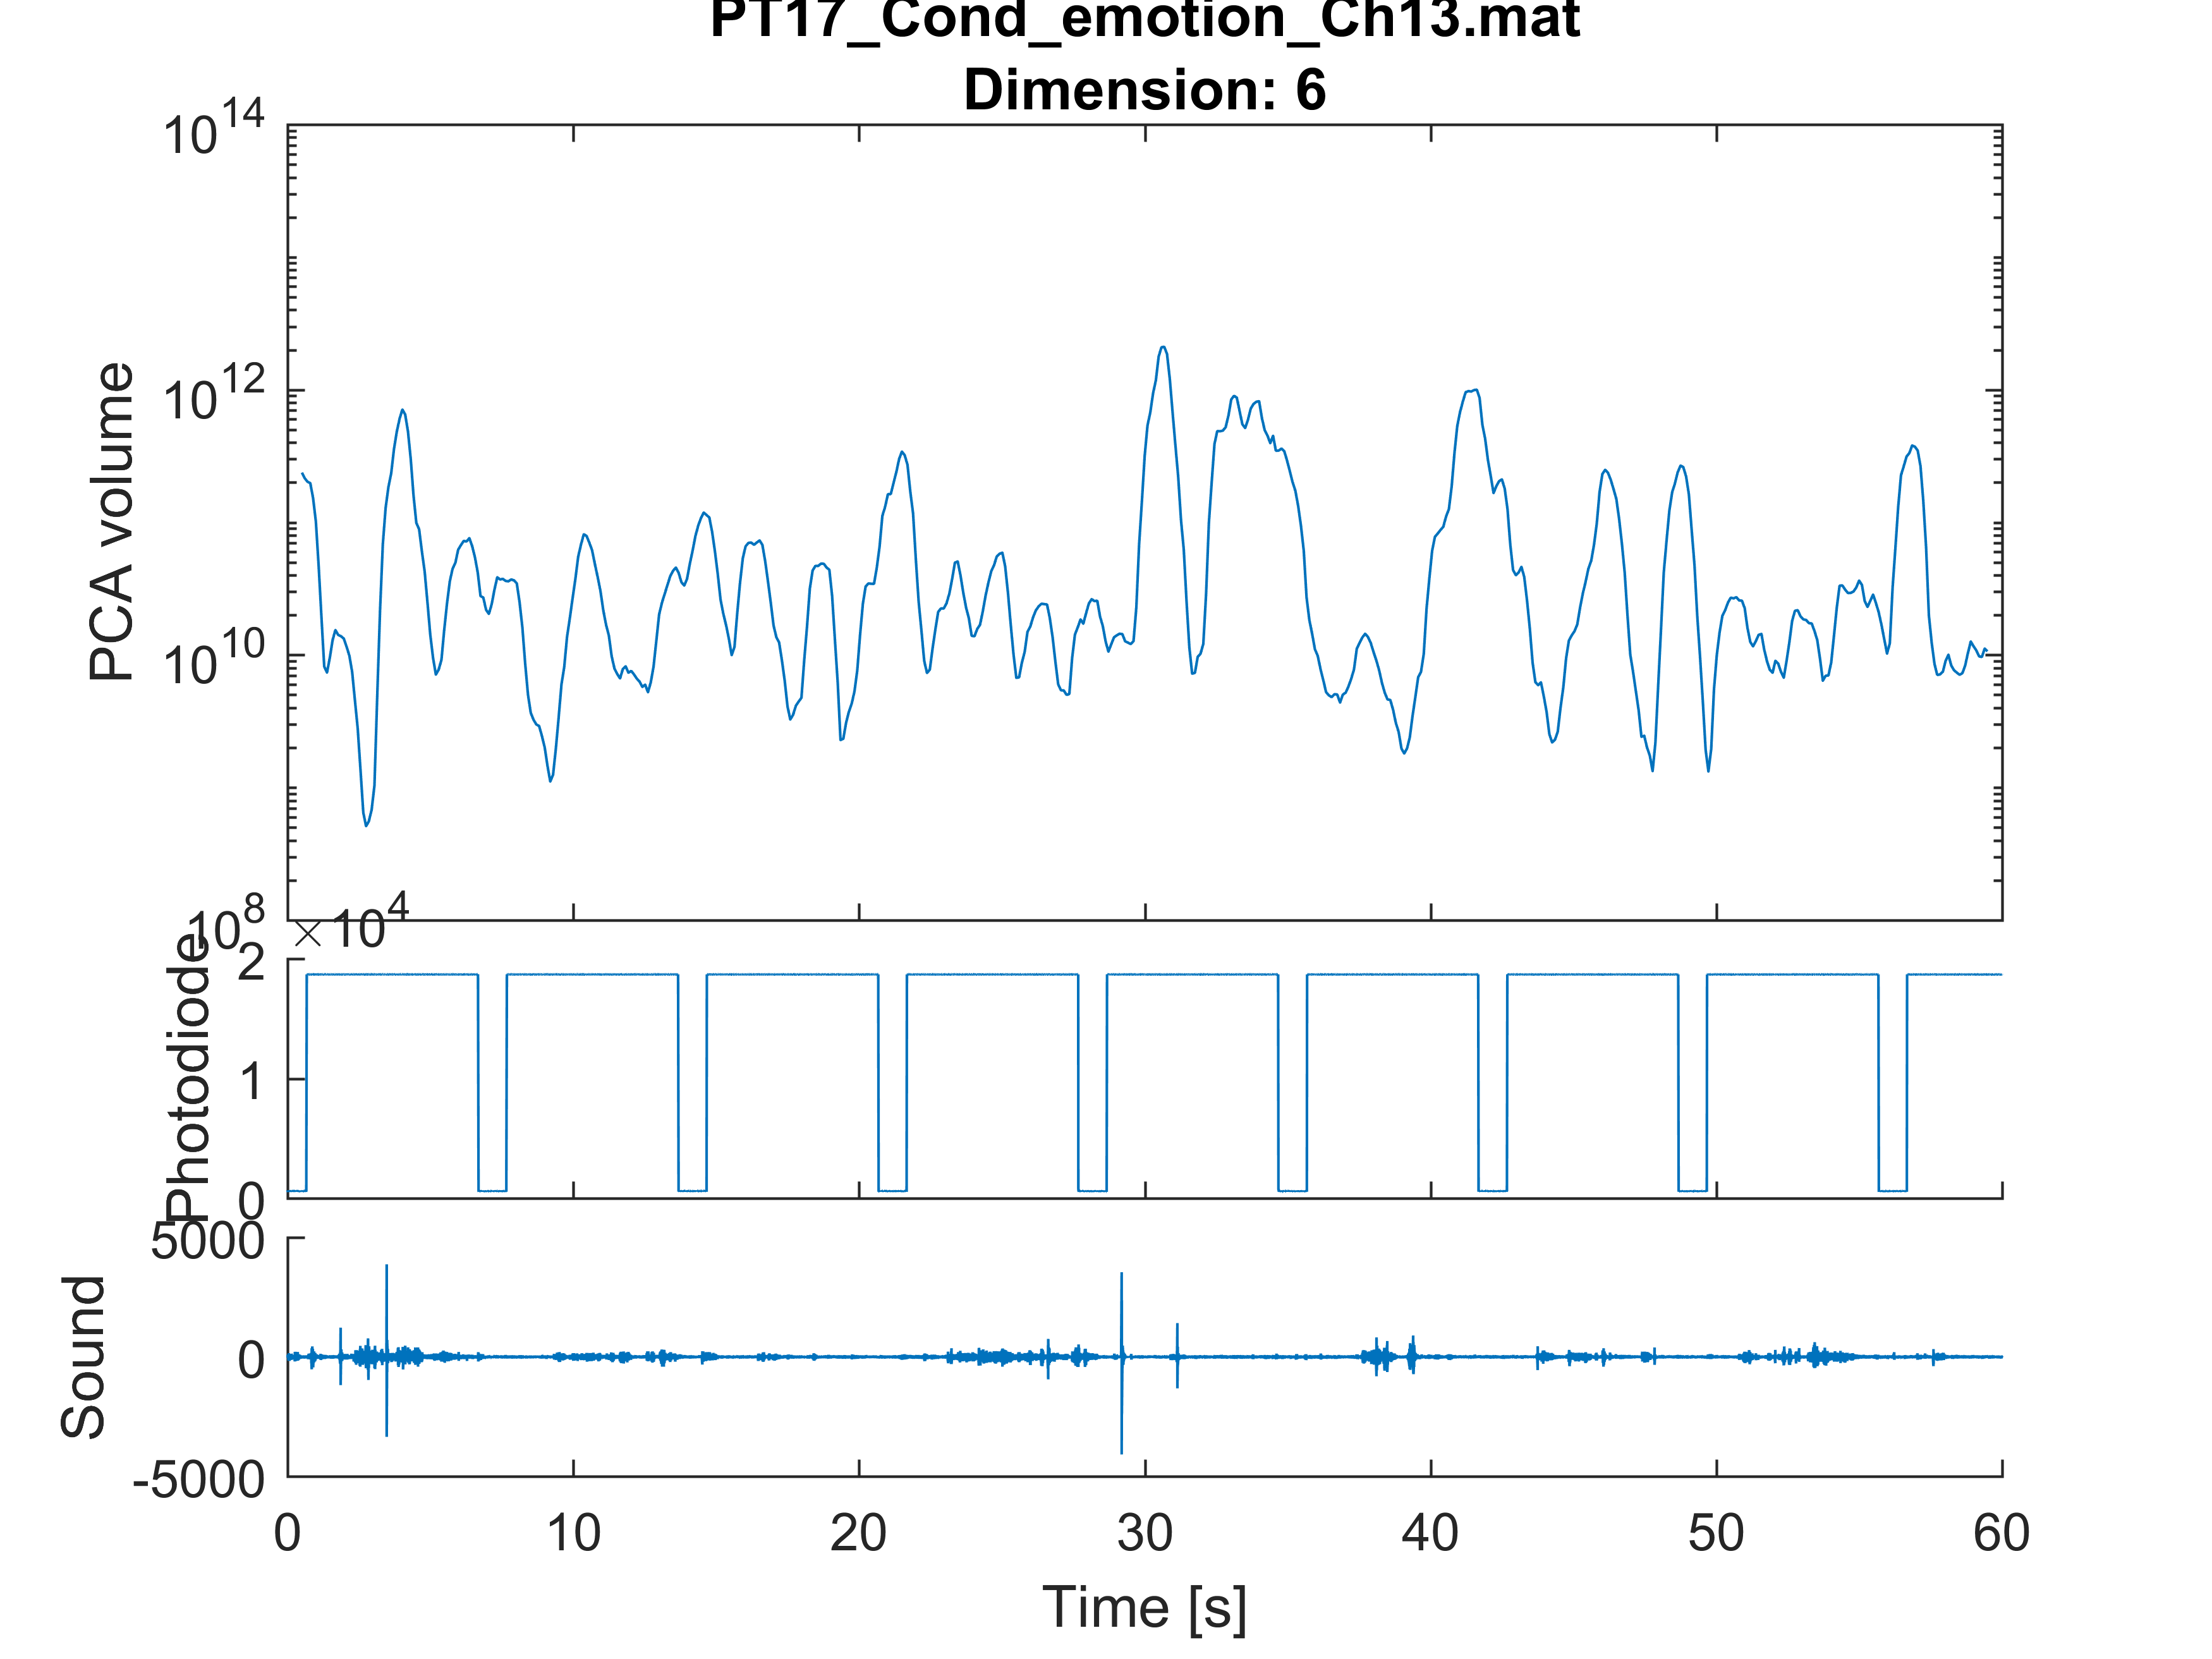 PT17_Cond_emotion_Ch13.mat
Dimension: 6
10^14
10^12
10^10
10^8
PCA volume
× 10^4
2
1
0
Photodiode
5000
0
-5000
Sound
0 10 20 30 40 50 60
Time [s]